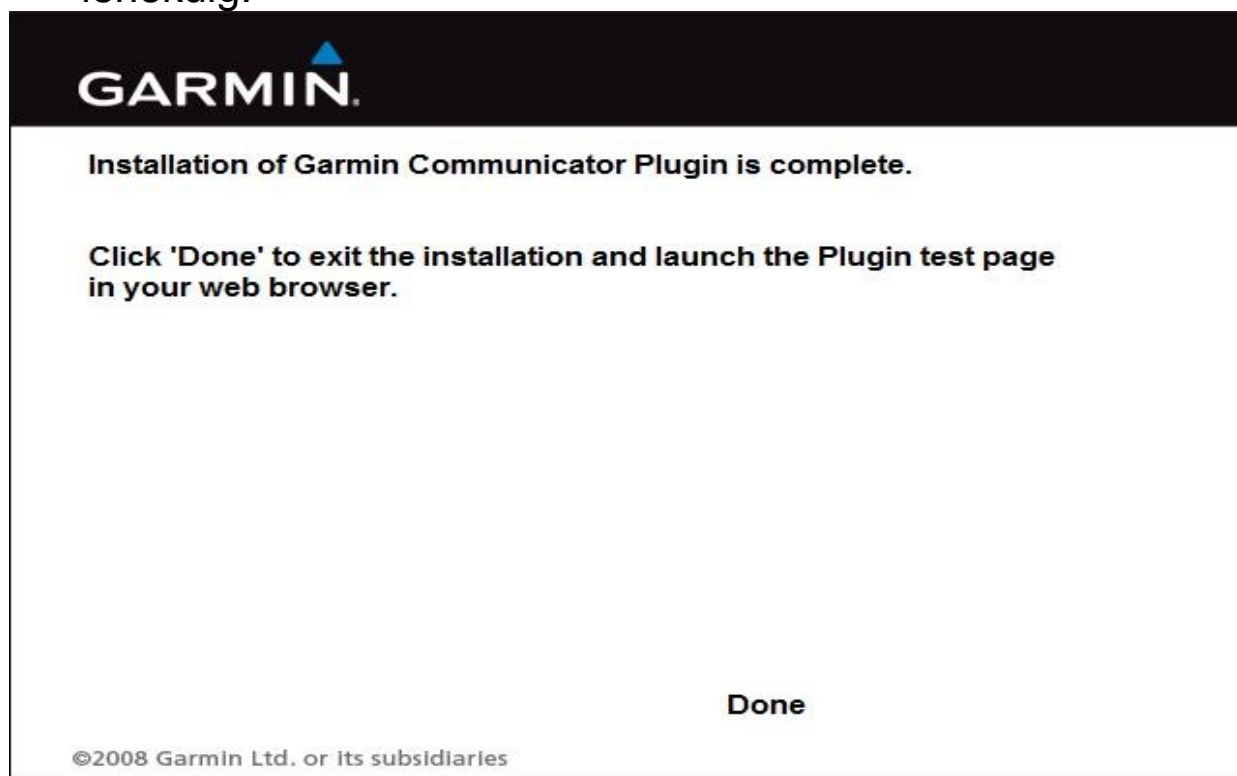 GARMIN.
Installation of Garmin Communicator Plugin is complete.
Click 'Done' to exit the installation and launch the Plugin test page
in your web browser.
Done
©2008 Garmin Ltd. or its subsidiaries